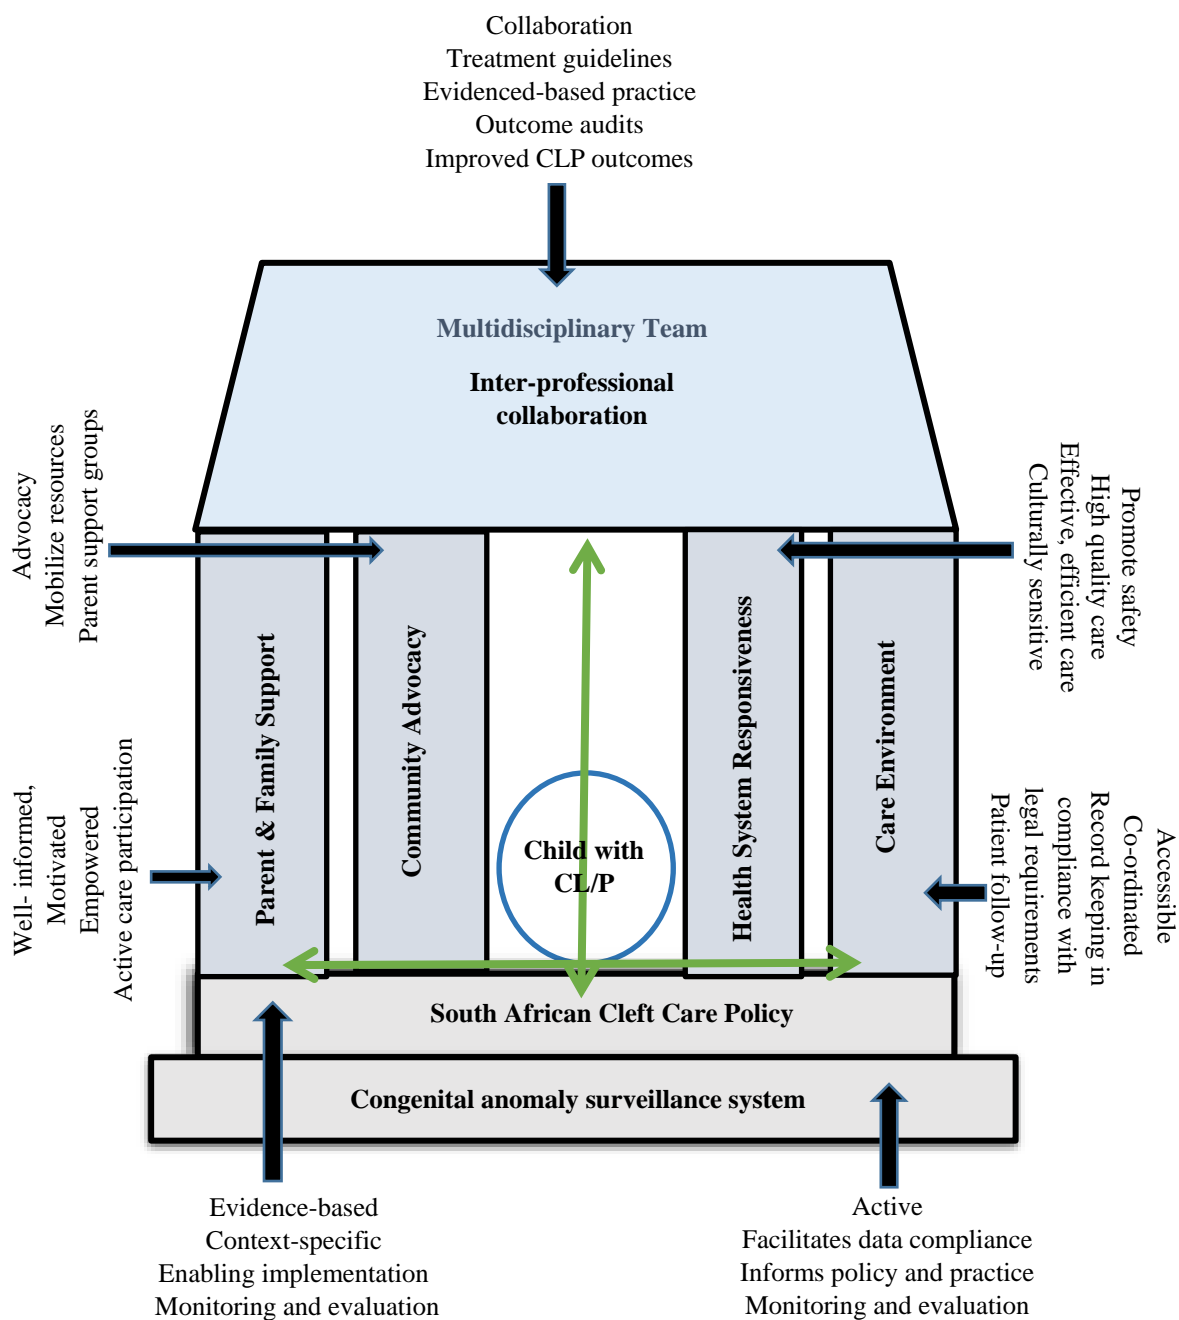 Collaboration
Treatment guidelines
Evidenced-based practice
Outcome audits
Improved CLP outcomes
Multidisciplinary Team
Inter-professional
collaboration
Advocacy
Mobilize resources
Parent support groups
Promote safety
High quality care
Effective, efficient care
Culturally sensitive
Well- informed,
Motivated
Empowered
Active care participation
Parent & Family Support
Community Advocacy
Child with
CL/P
Health System Responsiveness
Care Environment
Accessible
Co-ordinated
Record keeping in
compliance with
legal requirements
Patient follow-up
South African Cleft Care Policy
Congenital anomaly surveillance system
Evidence-based
Context-specific
Enabling implementation
Monitoring and evaluation
Active
Facilitates data compliance
Informs policy and practice
Monitoring and evaluation